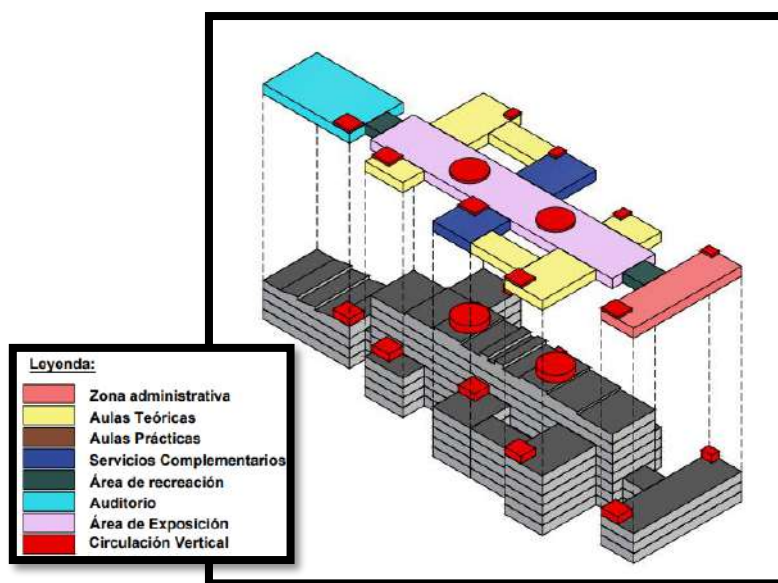 Leyenda:
Zona administrativa
Aulas Teóricas
Aulas Prácticas
Servicios Complementarios
Área de recreación
Auditorio
Área de Exposición
Circulación Vertical